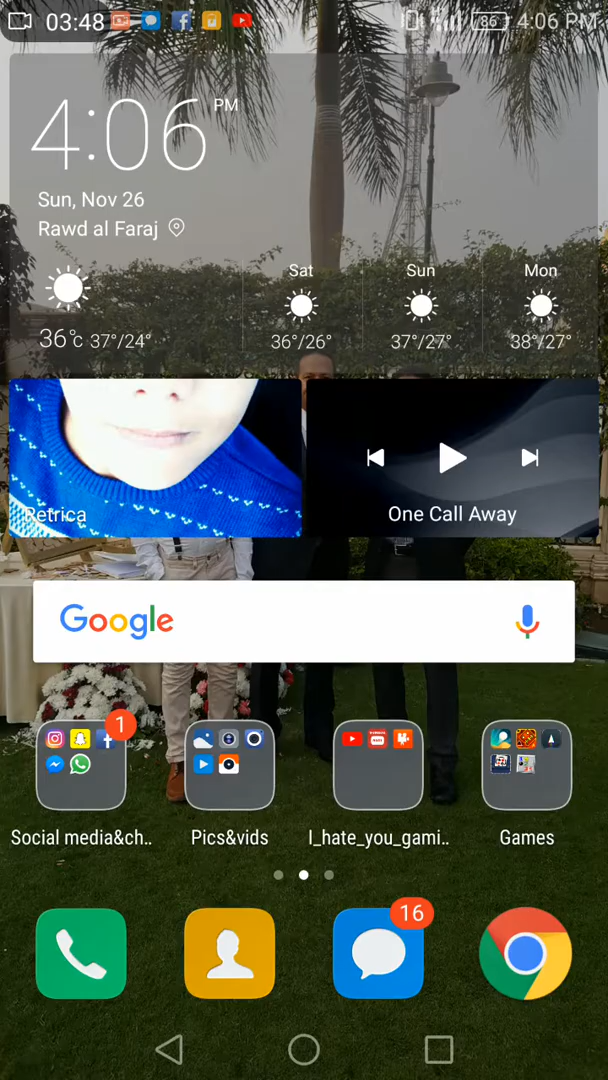 03:48 86 4:06 PM
4:06 PM
Sun, Nov 26
Rawd al Faraj
36°c 37°/24°
Sat
36°/26°
Sun
37°/27°
Mon
38°/27°
Retrica
One Call Away
Google
1
Social media&ch..
Pics&vids
I_hate_you_gami..
Games
16